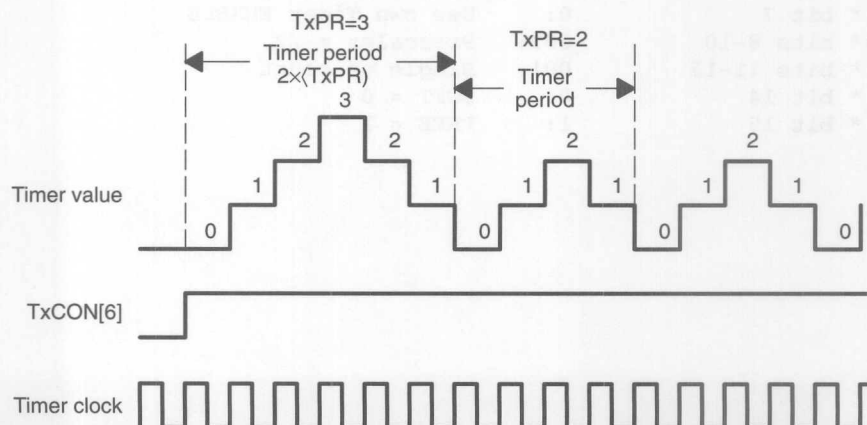 TxPR=3
Timer period
2×(TxPR)
TxPR=2
Timer
period
3
2 2 2 2
1 1 1 1 1 1
Timer value
0 0 0 0
TxCON[6]
Timer clock